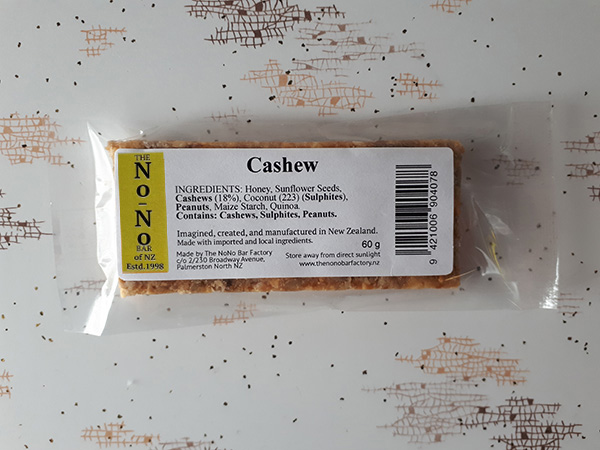 THE
No-No
BAR
of NZ
Estd.1998
Cashew
INGREDIENTS: Honey, Sunflower Seeds,
Cashews (18%), Coconut (223) (Sulphites),
Peanuts, Maize Starch, Quinoa.
Contains: Cashews, Sulphites, Peanuts.
Imagined, created, and manufactured in New Zealand.
Made with imported and local ingredients.
60 g
Made by The NoNo Bar Factory
c/o 2/230 Broadway Avenue,
Palmerston North NZ
Store away from direct sunlight
www.thenonobarfactory.nz
9 421006 904078